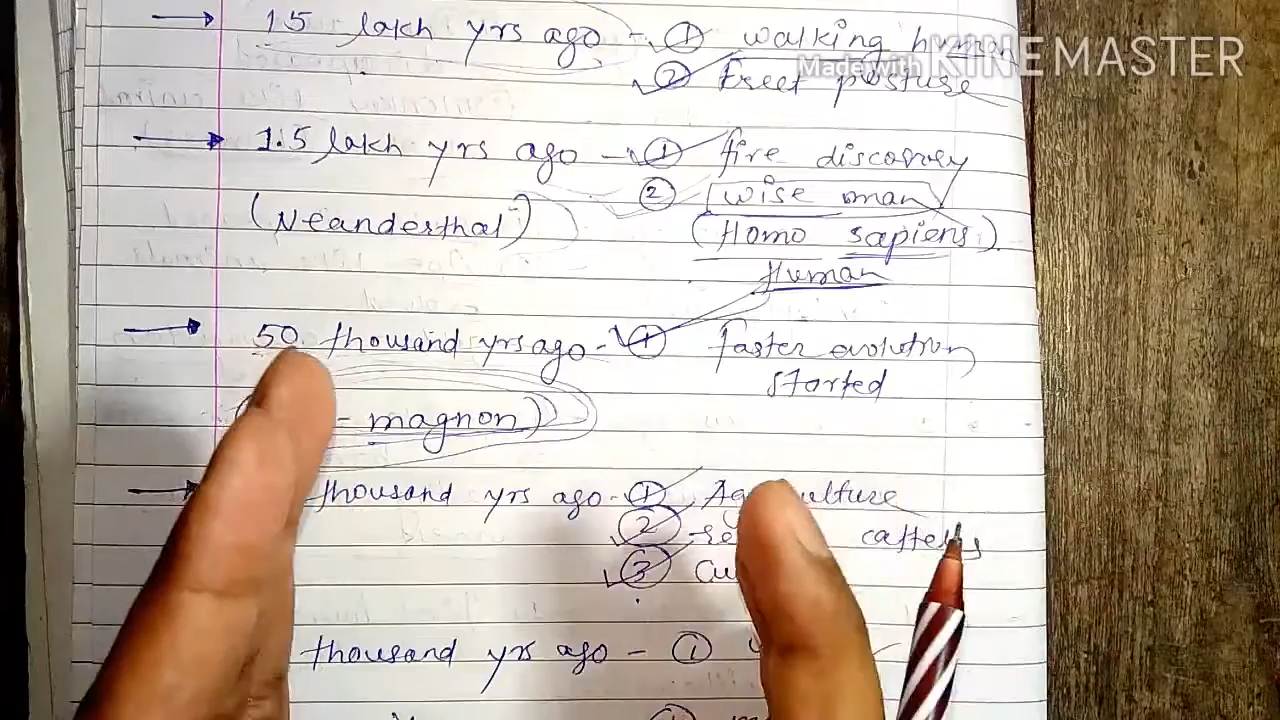 15 lakh yrs ago - ① walking human
Made with KINEMASTER
② Ereet posture
1.5 lakh yrs ago - ① fire discovery
② wise man
(Neanderthal)
(Homo sapiens)
Human
50 thousand yrs ago - ① Faster evolution
started
- magnon)
thousand yrs ago - ①
②
③
thousand yrs ago - ①